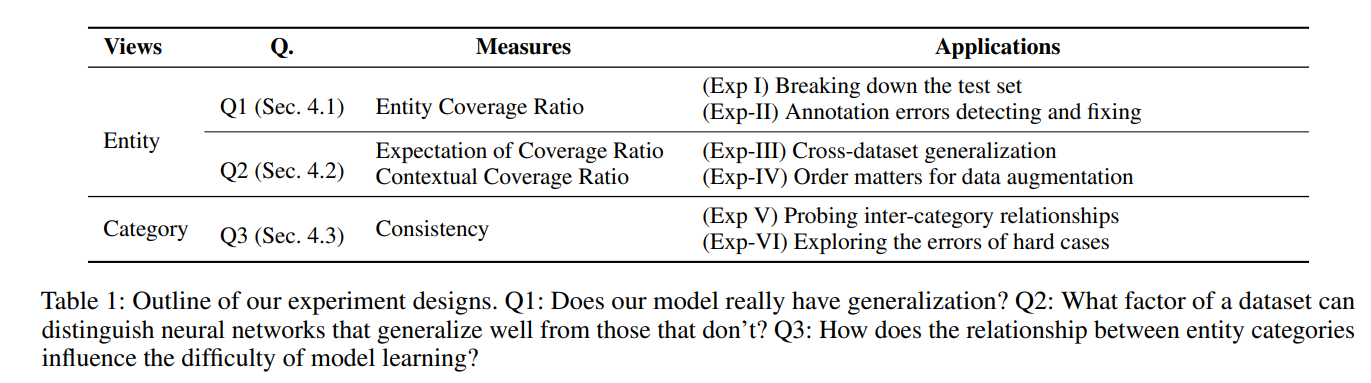 Views Q. Measures Applications
(Exp I) Breaking down the test set
Q1 (Sec. 4.1) Entity Coverage Ratio
(Exp-II) Annotation errors detecting and fixing
Entity
Expectation of Coverage Ratio (Exp-III) Cross-dataset generalization
Q2 (Sec. 4.2)
Contextual Coverage Ratio (Exp-IV) Order matters for data augmentation
(Exp V) Probing inter-category relationships
Category Q3 (Sec. 4.3) Consistency
(Exp-VI) Exploring the errors of hard cases
Table 1: Outline of our experiment designs. Q1: Does our model really have generalization? Q2: What factor of a dataset can
distinguish neural networks that generalize well from those that don’t? Q3: How does the relationship between entity categories
influence the difficulty of model learning?